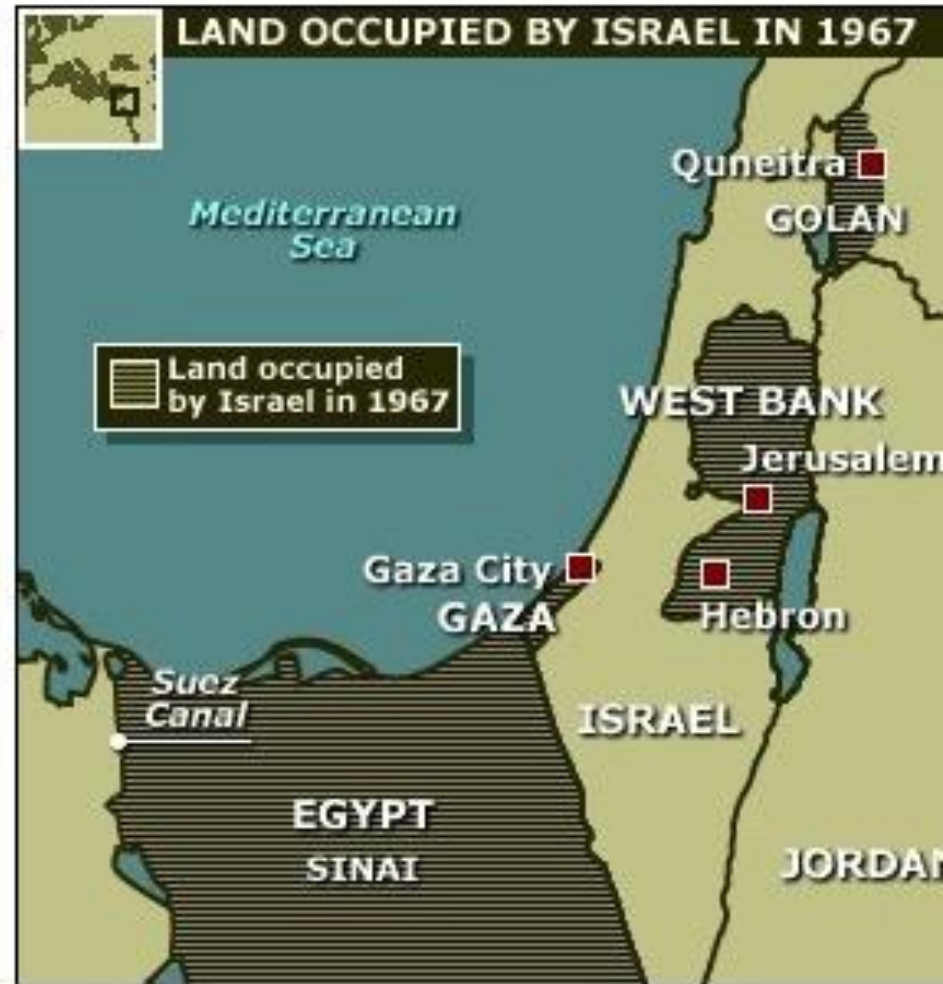 LAND OCCUPIED BY ISRAEL IN 1967
Quneitra
GOLAN
Mediterranean
Sea
Land occupied
by Israel in 1967
WEST BANK
Jerusalem
Gaza City
GAZA
Hebron
Suez
Canal
ISRAEL
EGYPT
SINAI
JORDAN